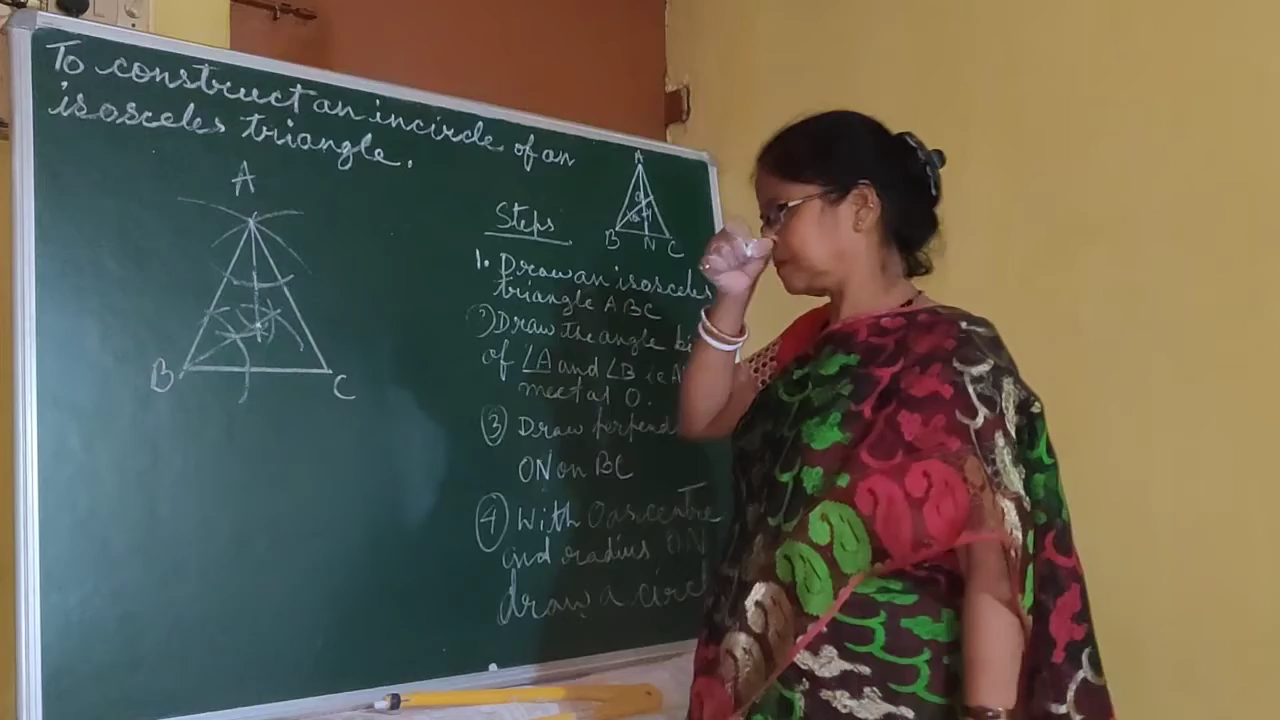 To construct an incircle of an
isosceles triangle.
A
B
C
A
O
B N C
Steps
1. Draw an isosceles
triangle ABC
2) Draw the angle
of ∠A and ∠B ie
meet at O.
③ Draw
ON on BC
④ With O as centre
and radius ON
draw a